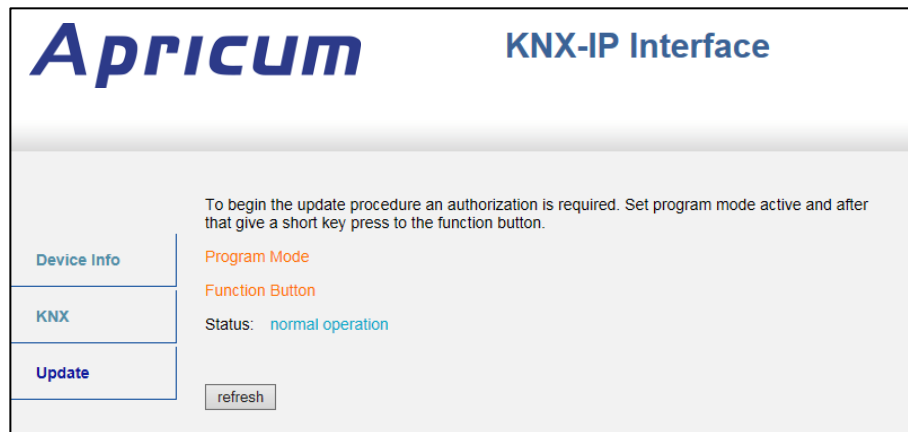 Apricum
KNX-IP Interface
To begin the update procedure an authorization is required. Set program mode active and after
that give a short key press to the function button.
Device Info
Program Mode
Function Button
KNX
Status: normal operation
Update
refresh